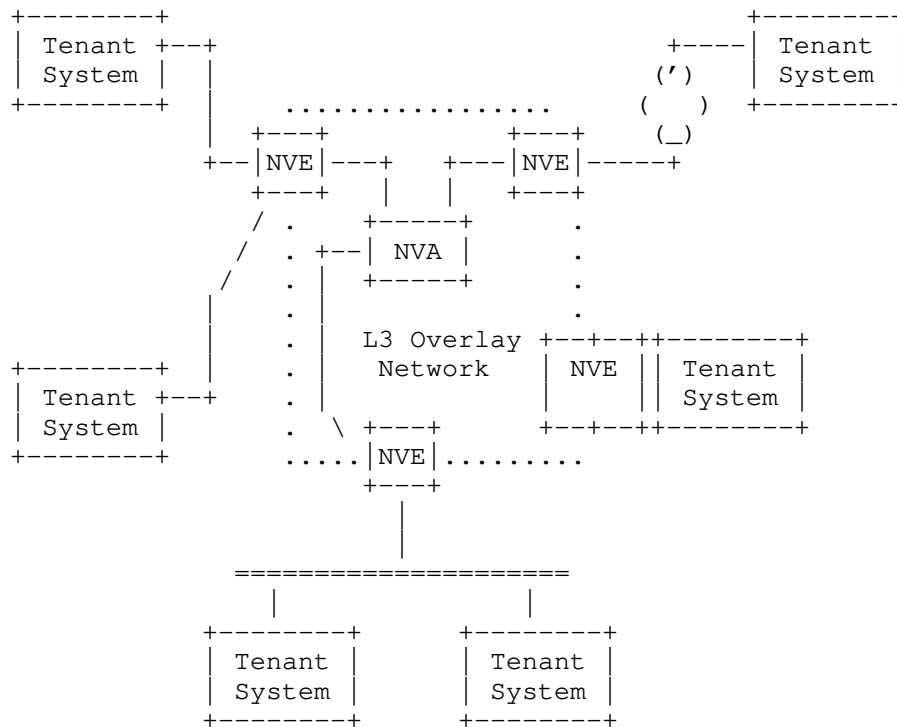 Tenant Tenant
System System
NVE NVE
NVA
L3 Overlay
Network NVE Tenant
System
Tenant
System
NVE
Tenant Tenant
System System